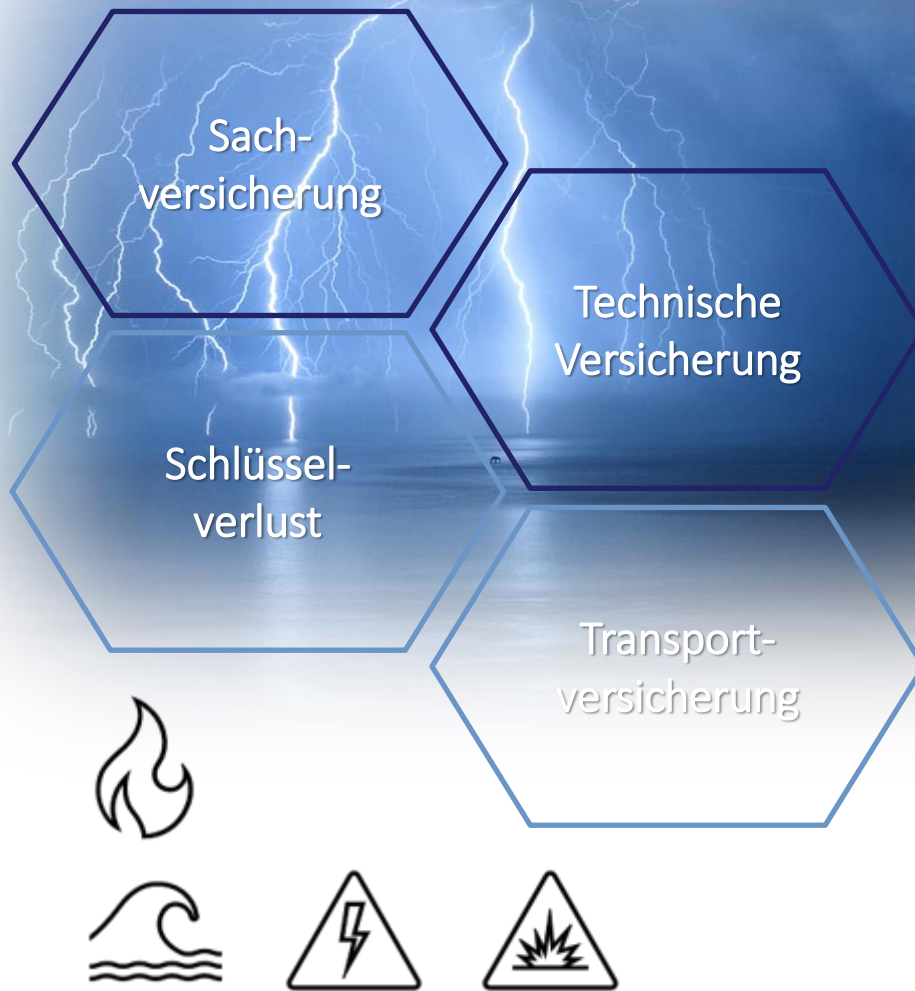 Sach-
versicherung
Technische
Versicherung
Schlüssel-
verlust
Transport-
versicherung